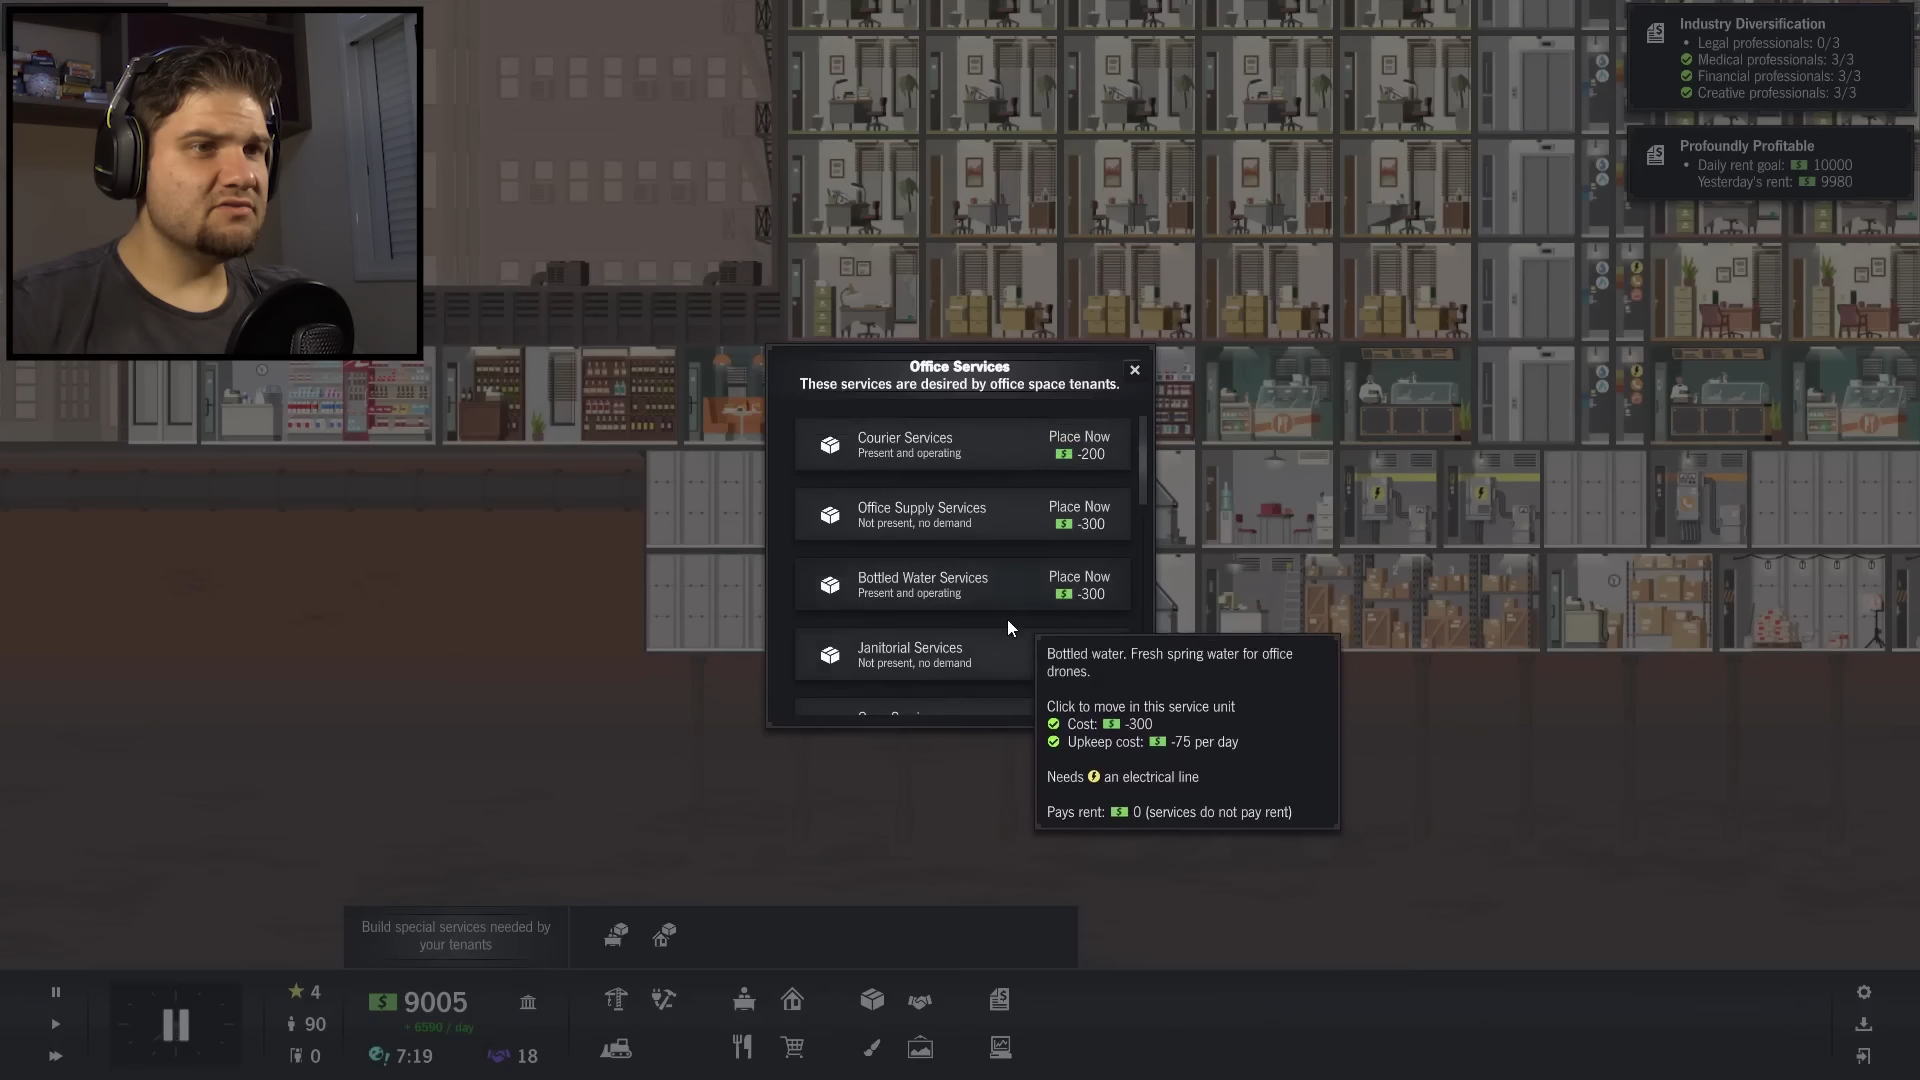 Industry Diversification
• Legal professionals: 0/3
Medical professionals: 3/3
Financial professionals: 3/3
Creative professionals: 3/3
Profoundly Profitable
• Daily rent goal: $ 10000
Yesterday's rent: $ 9980
Office Services
These services are desired by office space tenants.
Courier Services
Present and operating
Place Now
$ -200
Office Supply Services
Not present, no demand
Place Now
$ -300
Bottled Water Services
Present and operating
Place Now
$ -300
Janitorial Services
Not present, no demand
Bottled water. Fresh spring water for office
drones.
Click to move in this service unit
Cost: $ -300
Upkeep cost: $ -75 per day
Needs an electrical line
Pays rent: $ 0 (services do not pay rent)
Build special services needed by
your tenants
4
90
0
$ 9005
+ 6590 / day
7:19
18